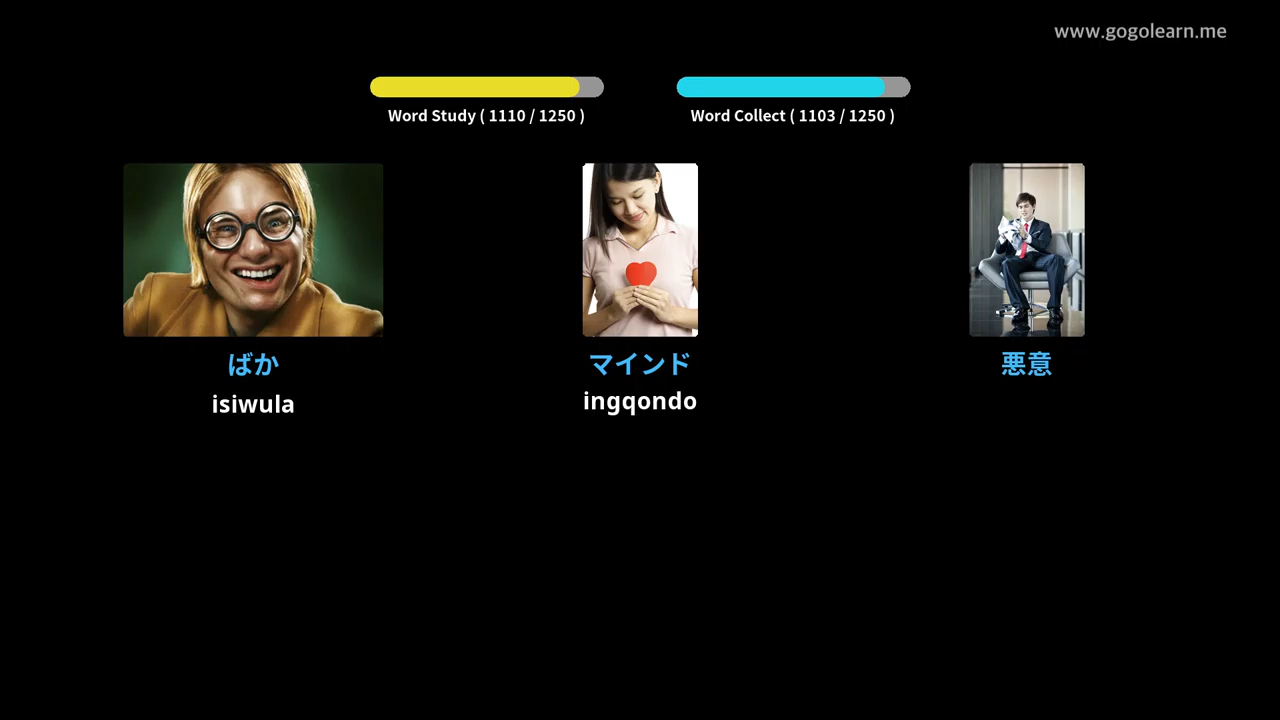 www.gogolearn.me
Word Study ( 1110 / 1250 )
Word Collect ( 1103 / 1250 )
ばか
isiwula
マインド
ingqondo
悪意